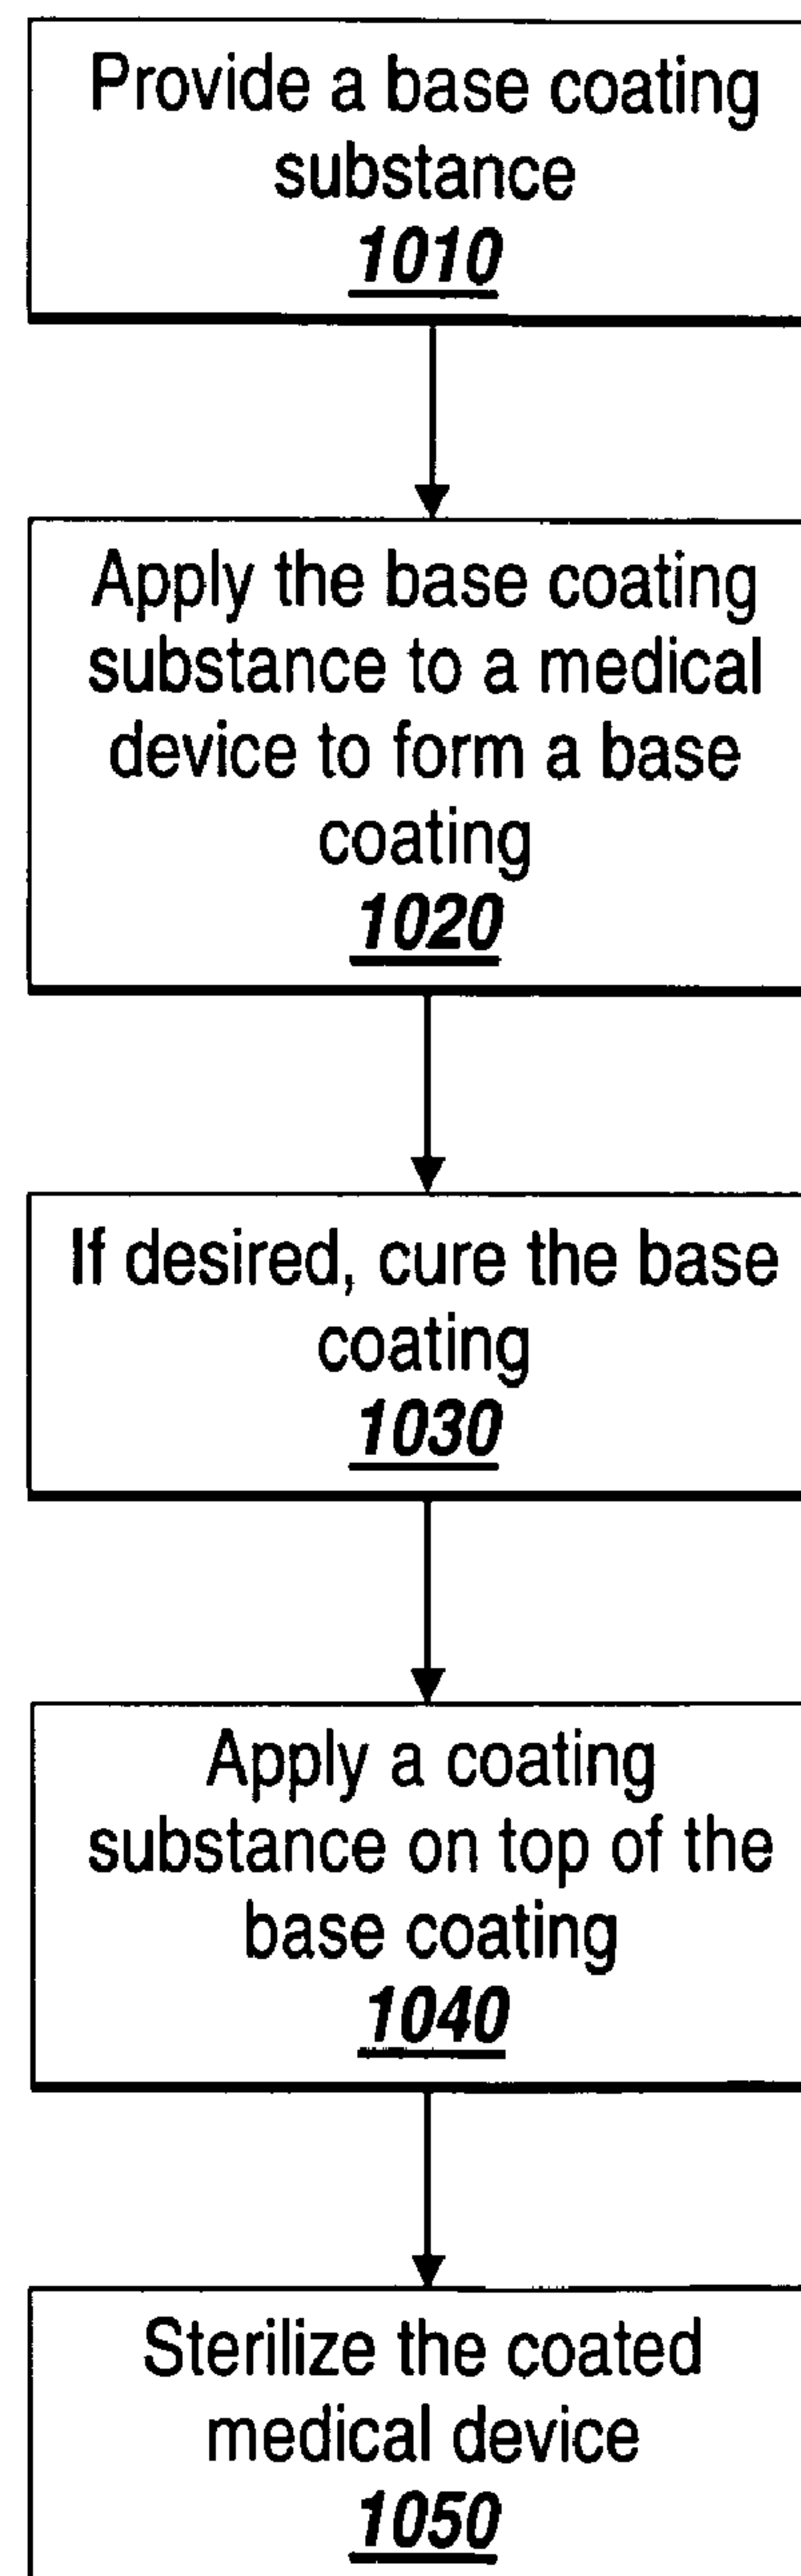 Provide a base coating
substance
1010
Apply the base coating
substance to a medical
device to form a base
coating
1020
If desired, cure the base
coating
1030
Apply a coating
substance on top of the
base coating
1040
Sterilize the coated
medical device
1050